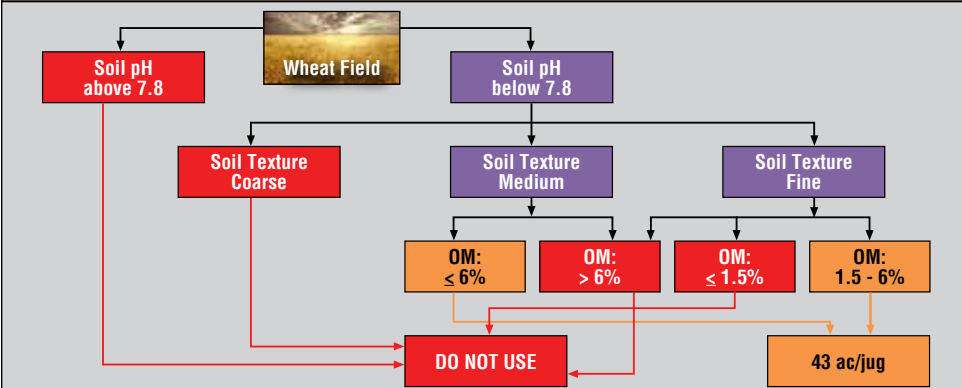 Wheat Field
Soil pH
above 7.8
Soil pH
below 7.8
Soil Texture
Coarse
Soil Texture
Medium
Soil Texture
Fine
OM:
≤ 6%
OM:
> 6%
OM:
≤ 1.5%
OM:
1.5 - 6%
DO NOT USE
43 ac/jug